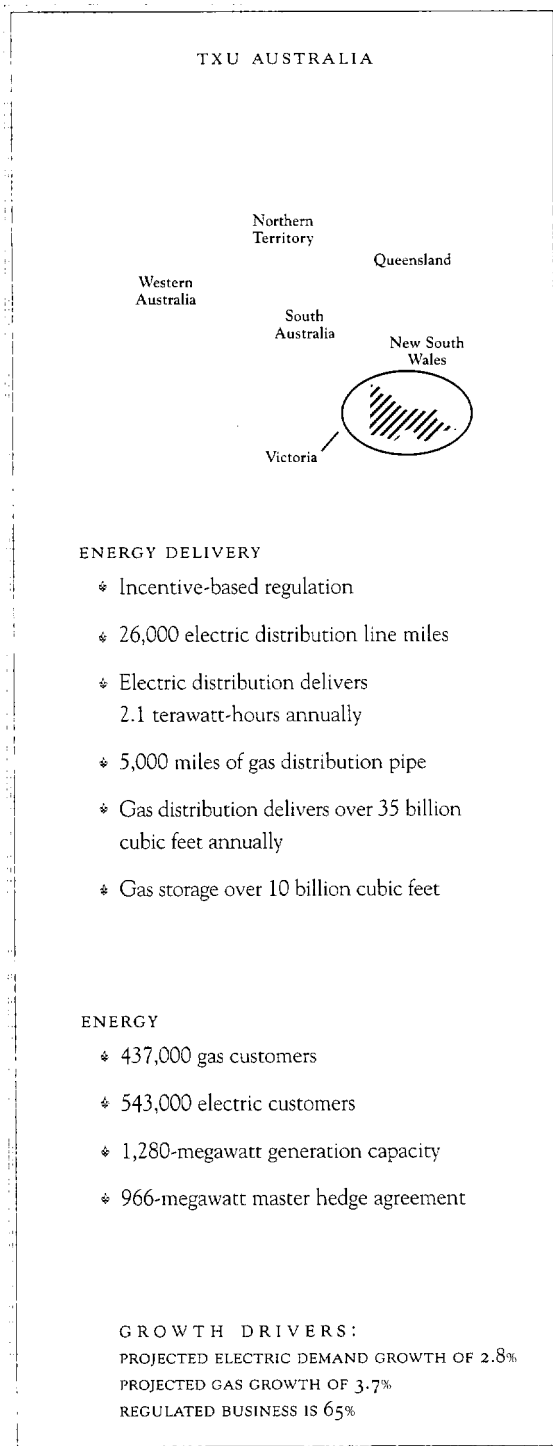 TXU AUSTRALIA
Northern
Territory
Queensland
Western
Australia
South
Australia
New South
Wales
Victoria
ENERGY DELIVERY
Incentive-based regulation
26,000 electric distribution line miles
Electric distribution delivers
2.1 terawatt-hours annually
5,000 miles of gas distribution pipe
Gas distribution delivers over 35 billion
cubic feet annually
Gas storage over 10 billion cubic feet
ENERGY
437,000 gas customers
543,000 electric customers
1,280-megawatt generation capacity
966-megawatt master hedge agreement
GROWTH DRIVERS:
PROJECTED ELECTRIC DEMAND GROWTH OF 2.8%
PROJECTED GAS GROWTH OF 3.7%
REGULATED BUSINESS IS 65%